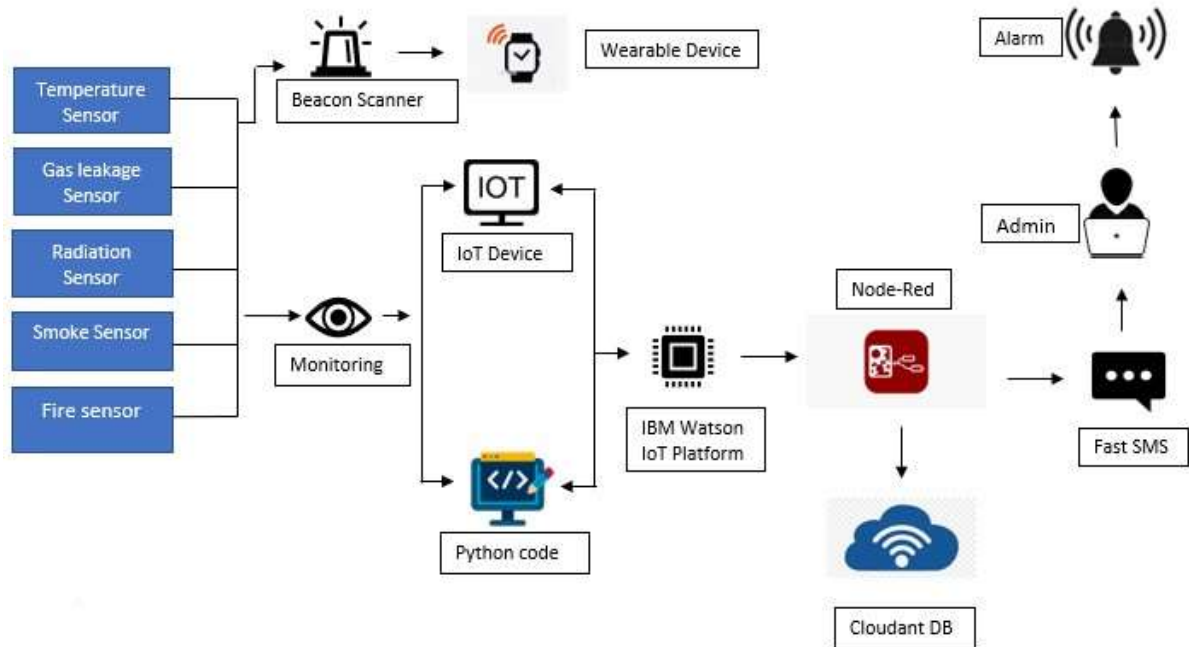 Temperature
Sensor
Gas leakage
Sensor
Radiation
Sensor
Smoke Sensor
Fire sensor
Beacon Scanner
Wearable Device
Alarm
IOT
IoT Device
Admin
Monitoring
Node-Red
IBM Watson
IoT Platform
Fast SMS
</>
Python code
Cloudant DB